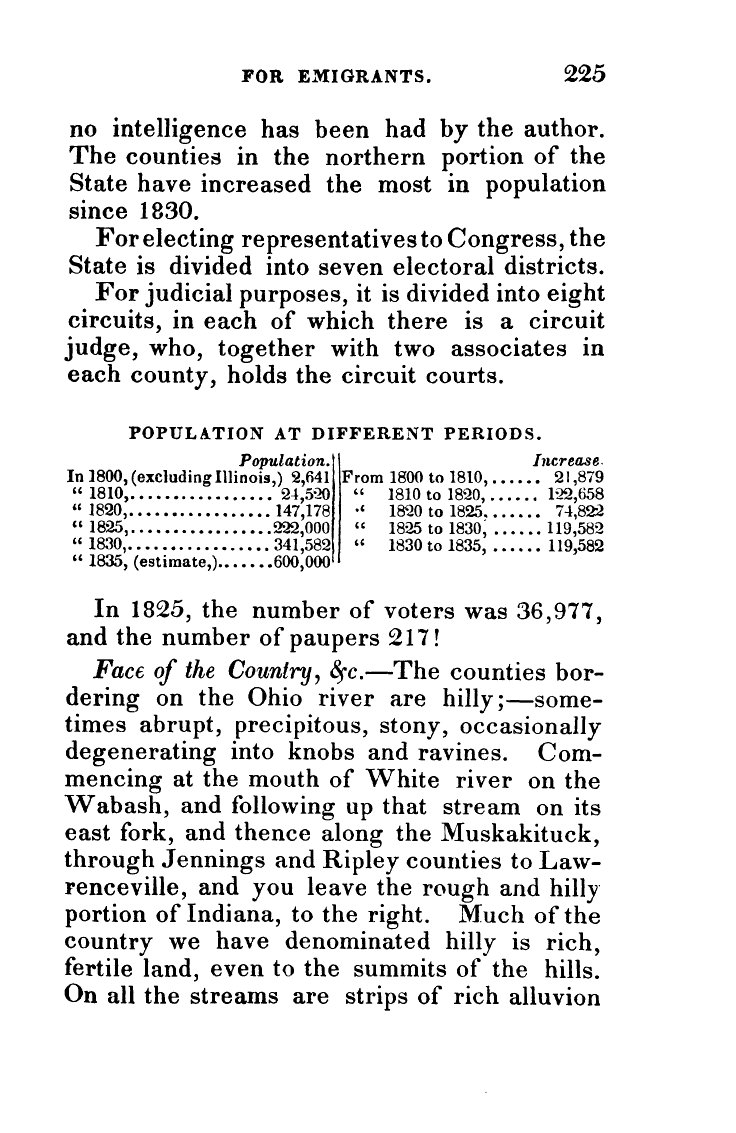 FOR EMIGRANTS. 225
no intelligence has been had by the author.
The counties in the northern portion of the
State have increased the most in population
since 1830.
For electing representatives to Congress, the
State is divided into seven electoral districts.
For judicial purposes, it is divided into eight
circuits, in each of which there is a circuit
judge, who, together with two associates in
each county, holds the circuit courts.
POPULATION AT DIFFERENT PERIODS.
Population. Increase.
In 1800, (excluding Illinois,) 2,641 From 1800 to 1810,...... 21,879
“ 1810,................ 24,520 “ 1810 to 1820,...... 122,658
“ 1820,................ 147,178 “ 1820 to 1825,...... 74,822
“ 1825,................222,000 “ 1825 to 1830, ...... 119,582
“ 1830,................ 341,582 “ 1830 to 1835, ...... 119,582
“ 1835, (estimate,).......600,000
In 1825, the number of voters was 36,977,
and the number of paupers 217!
Face of the Country, &c.—The counties bor-
dering on the Ohio river are hilly;—some-
times abrupt, precipitous, stony, occasionally
degenerating into knobs and ravines. Com-
mencing at the mouth of White river on the
Wabash, and following up that stream on its
east fork, and thence along the Muskakituck,
through Jennings and Ripley counties to Law-
renceville, and you leave the rough and hilly
portion of Indiana, to the right. Much of the
country we have denominated hilly is rich,
fertile land, even to the summits of the hills.
On all the streams are strips of rich alluvion